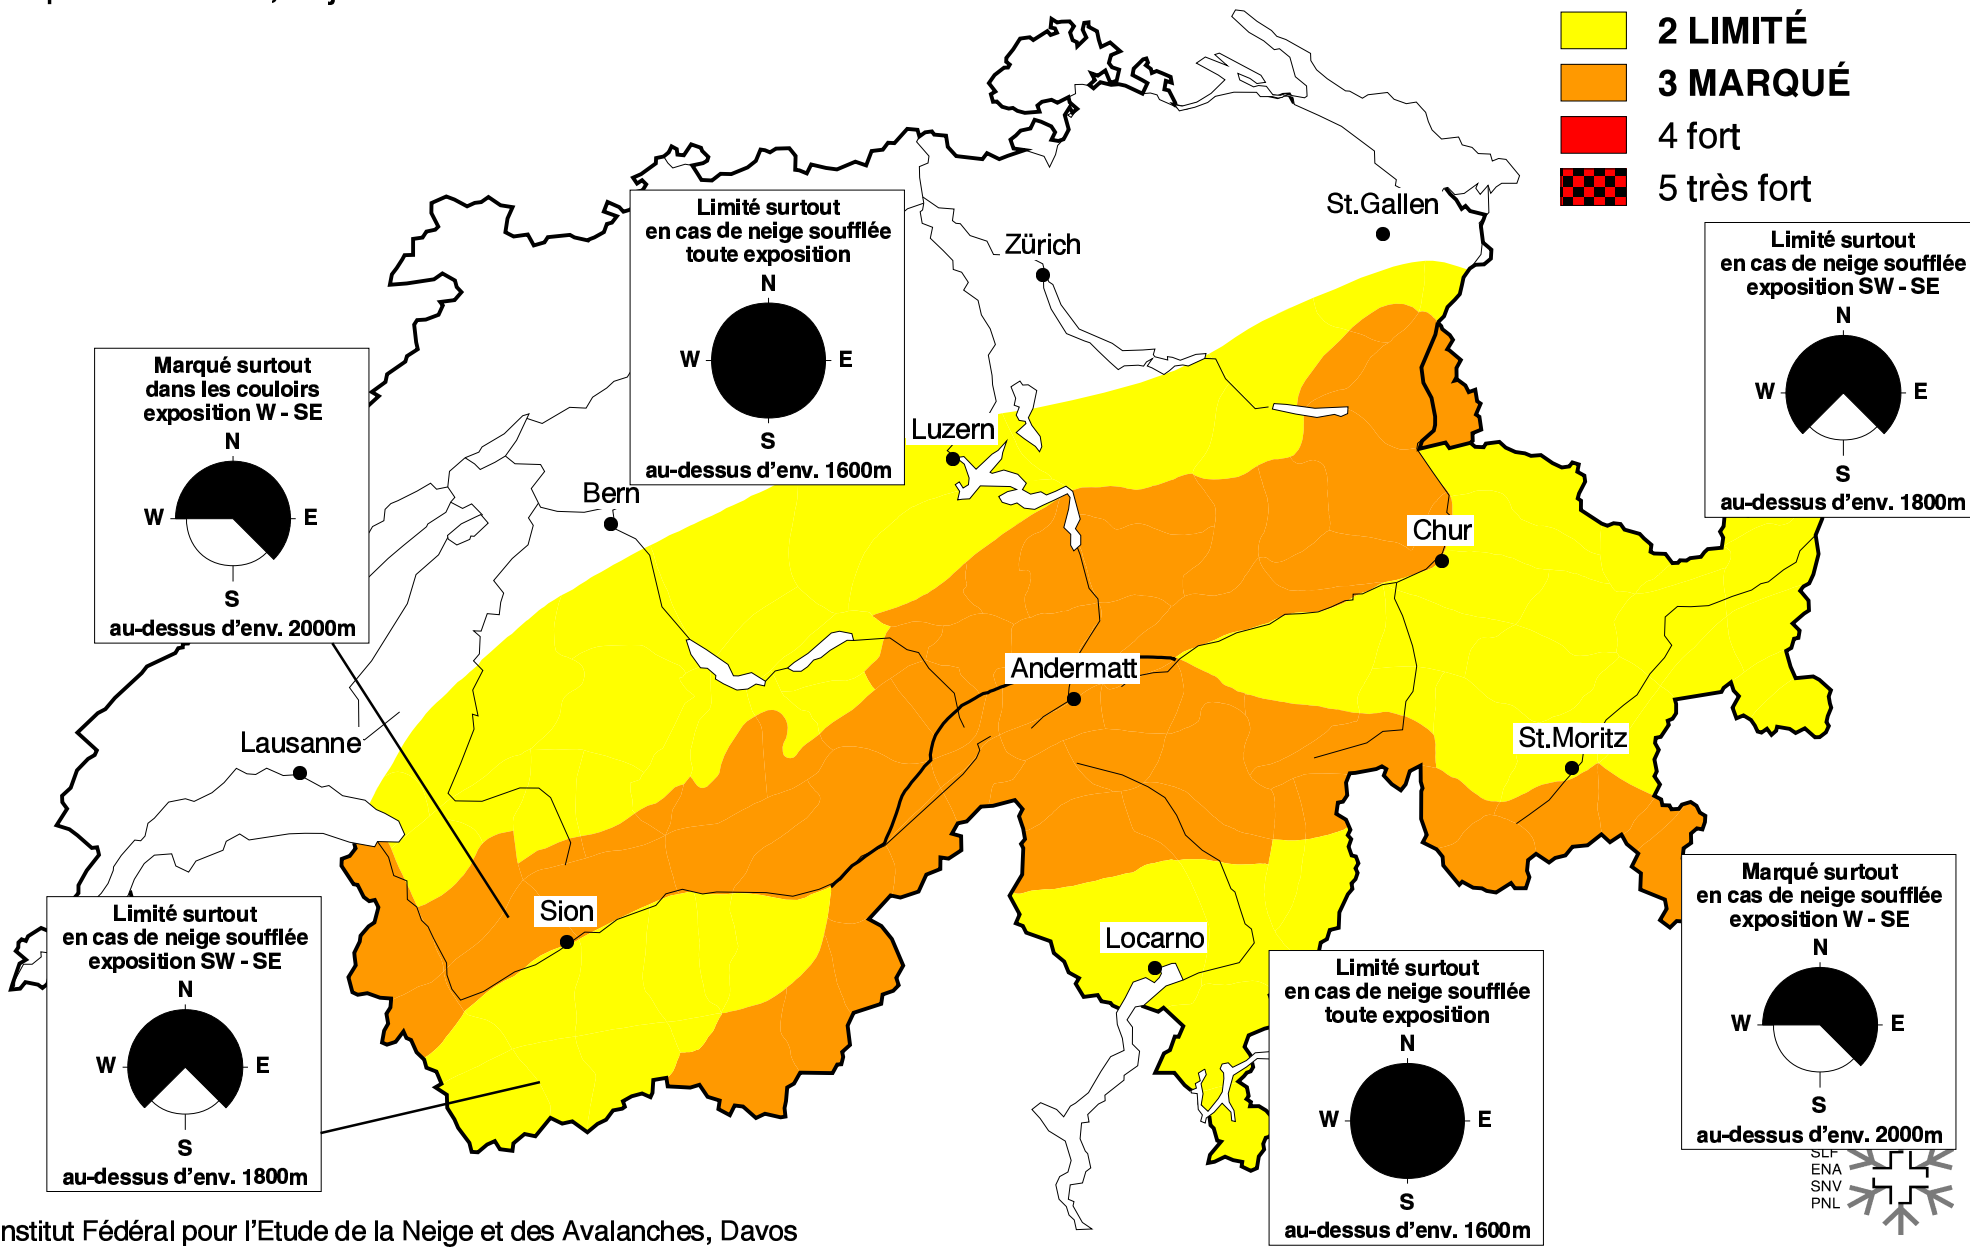 2 LIMITÉ
3 MARQUÉ
4 fort
5 très fort
St.Gallen
Zürich
Limité surtout
en cas de neige soufflée
toute exposition
N
W E
S
au-dessus d'env. 1600m
Limité surtout
en cas de neige soufflée
exposition SW - SE
N
W E
S
au-dessus d'env. 1800m
Marqué surtout
dans les couloirs
exposition W - SE
N
W E
S
au-dessus d'env. 2000m
Luzern
Bern
Chur
Andermatt
Lausanne
St.Moritz
Sion
Locarno
Limité surtout
en cas de neige soufflée
exposition SW - SE
N
W E
S
au-dessus d'env. 1800m
Limité surtout
en cas de neige soufflée
toute exposition
N
W E
S
au-dessus d'env. 1600m
Marqué surtout
en cas de neige soufflée
exposition W - SE
N
W E
S
au-dessus d'env. 2000m
SLF
ENA
SNV
PNL
nstitut Fédéral pour l'Etude de la Neige et des Avalanches, Davos